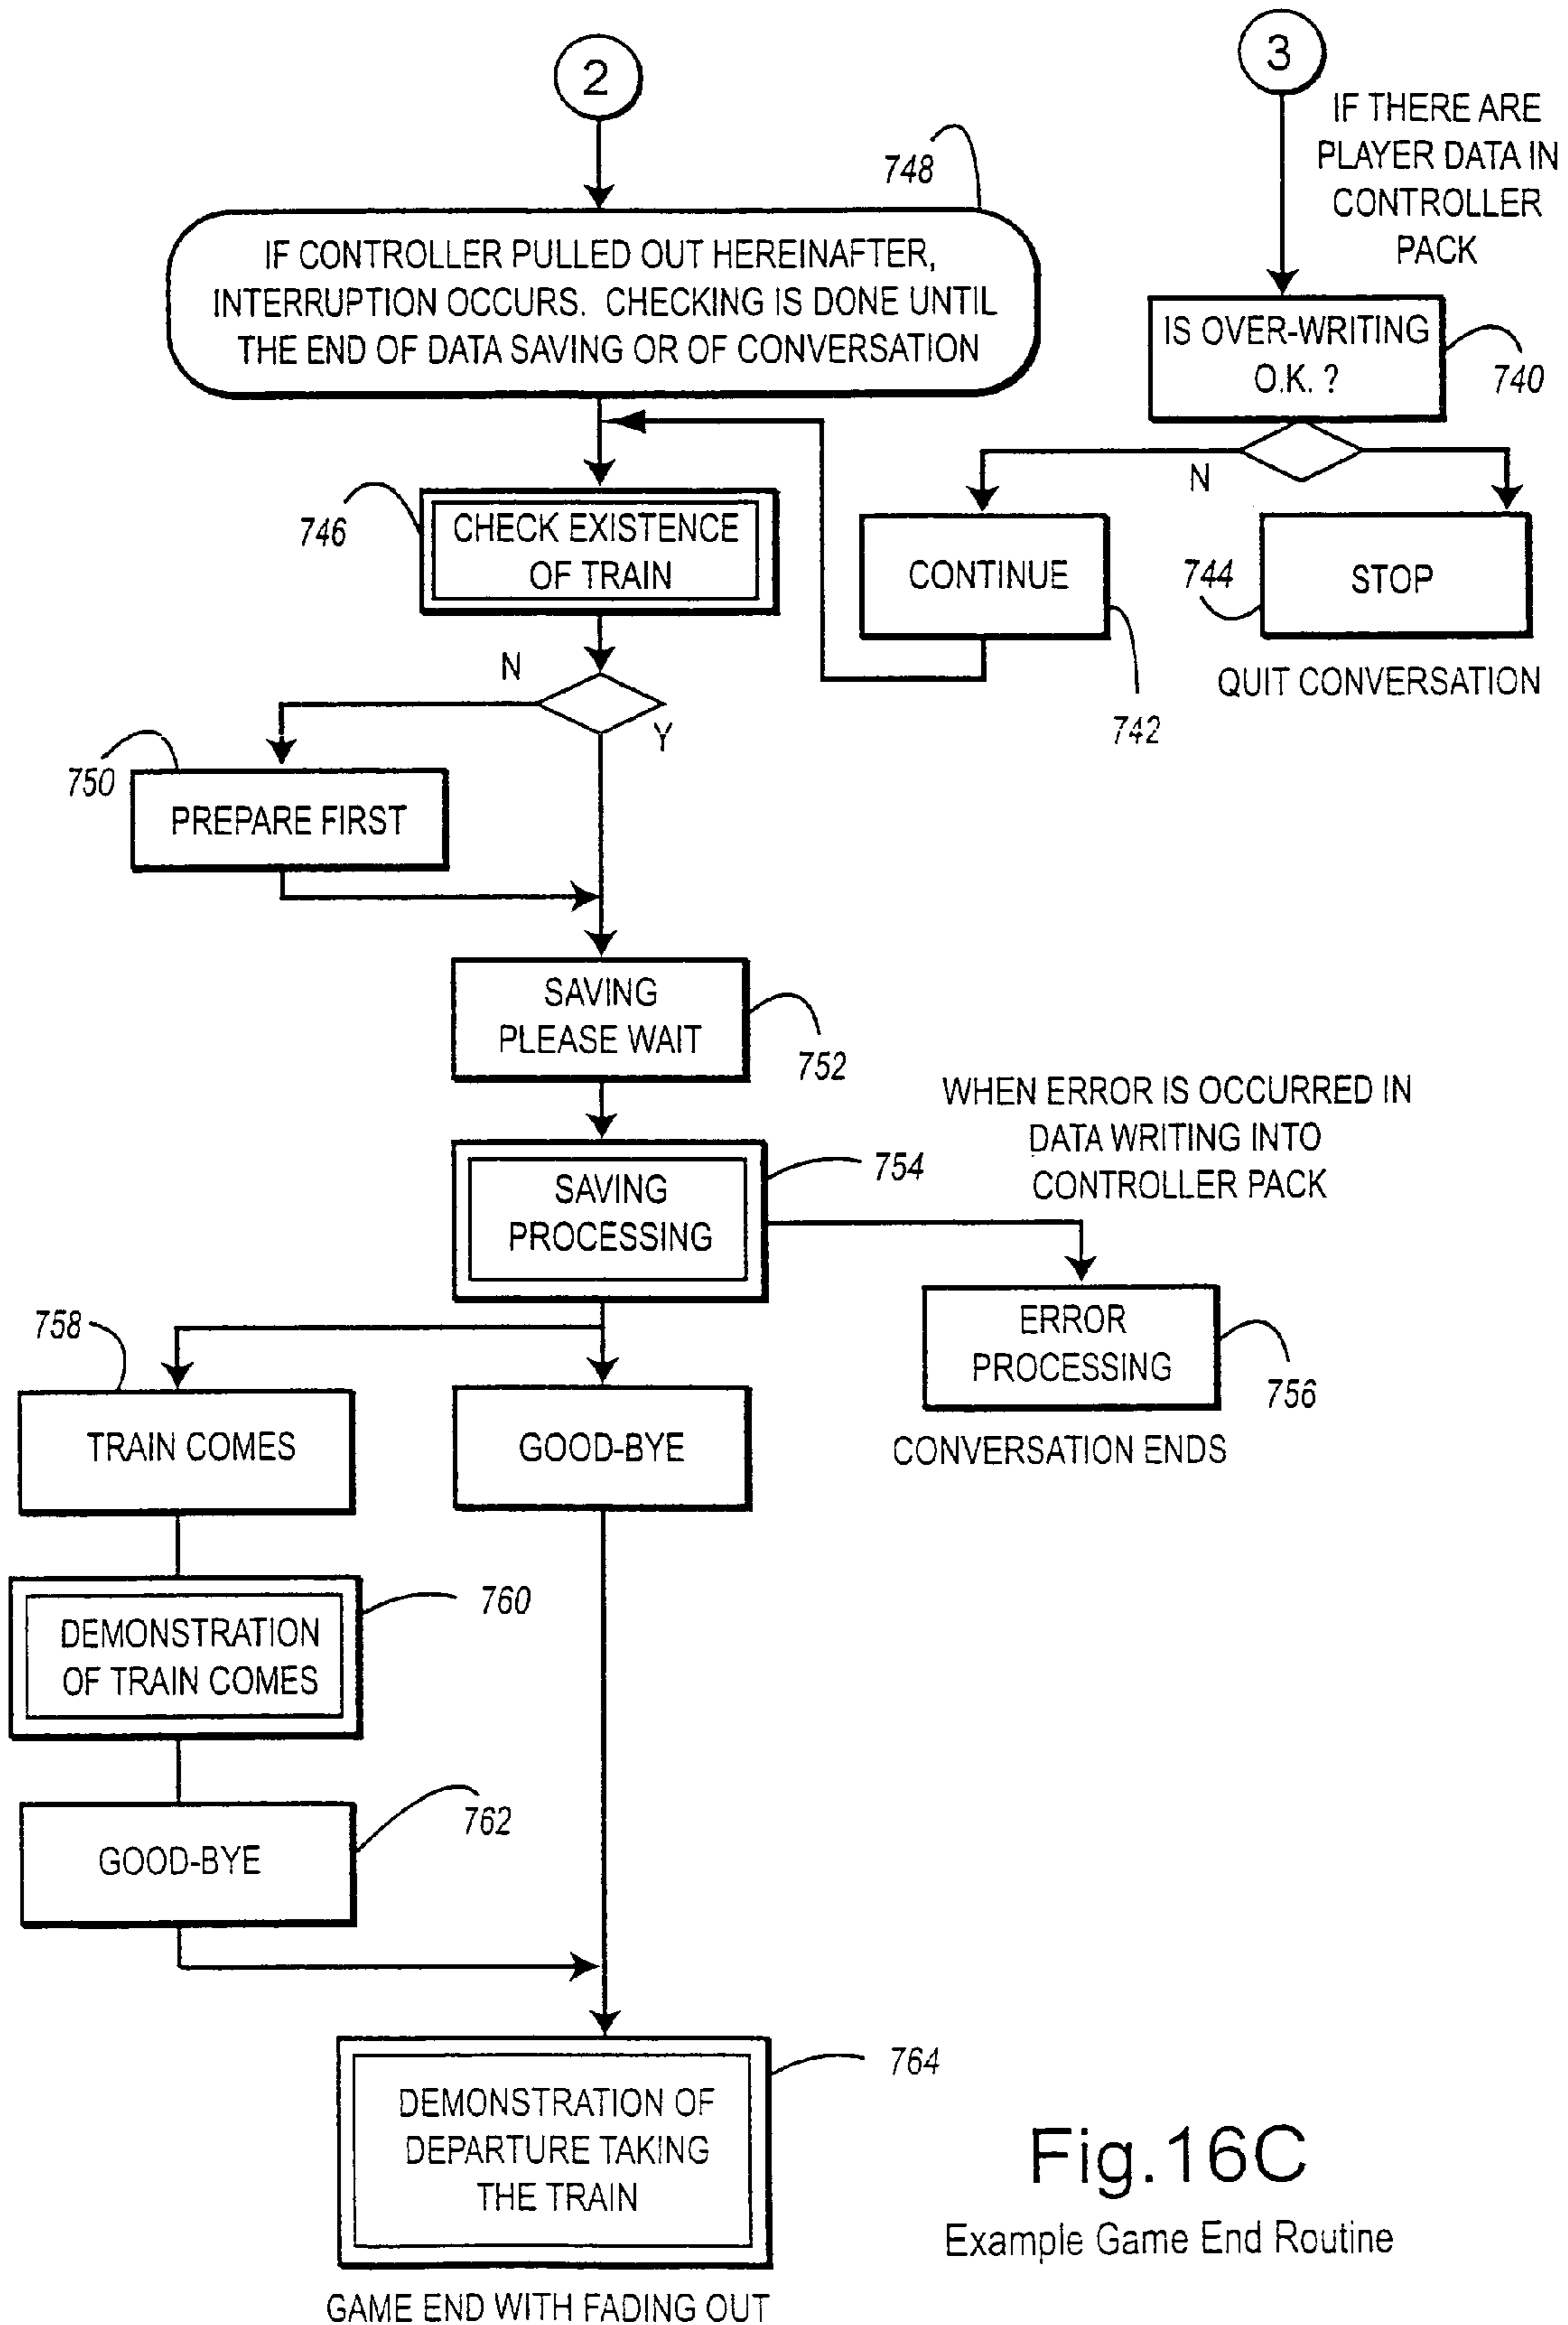 2
748
IF CONTROLLER PULLED OUT HEREINAFTER,
INTERRUPTION OCCURS. CHECKING IS DONE UNTIL
THE END OF DATA SAVING OR OF CONVERSATION
3
IF THERE ARE
PLAYER DATA IN
CONTROLLER
PACK
IS OVER-WRITING
O.K. ?
740
N
746
CHECK EXISTENCE
OF TRAIN
CONTINUE
742
744
STOP
QUIT CONVERSATION
N
Y
750
PREPARE FIRST
SAVING
PLEASE WAIT
752
SAVING
PROCESSING
754
WHEN ERROR IS OCCURRED IN
DATA WRITING INTO
CONTROLLER PACK
ERROR
PROCESSING
756
CONVERSATION ENDS
758
TRAIN COMES
GOOD-BYE
DEMONSTRATION
OF TRAIN COMES
760
GOOD-BYE
762
DEMONSTRATION OF
DEPARTURE TAKING
THE TRAIN
764
GAME END WITH FADING OUT
Fig.16C
Example Game End Routine